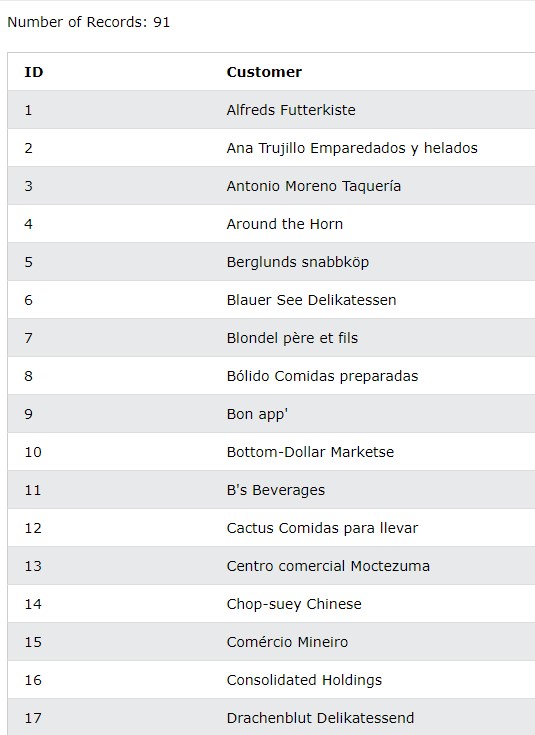 Number of Records: 91
ID Customer
1 Alfreds Futterkiste
2 Ana Trujillo Emparedados y helados
3 Antonio Moreno Taquería
4 Around the Horn
5 Berglunds snabbköp
6 Blauer See Delikatessen
7 Blondel père et fils
8 Bólido Comidas preparadas
9 Bon app'
10 Bottom-Dollar Marketse
11 B's Beverages
12 Cactus Comidas para llevar
13 Centro comercial Moctezuma
14 Chop-suey Chinese
15 Comércio Mineiro
16 Consolidated Holdings
17 Drachenblut Delikatessend